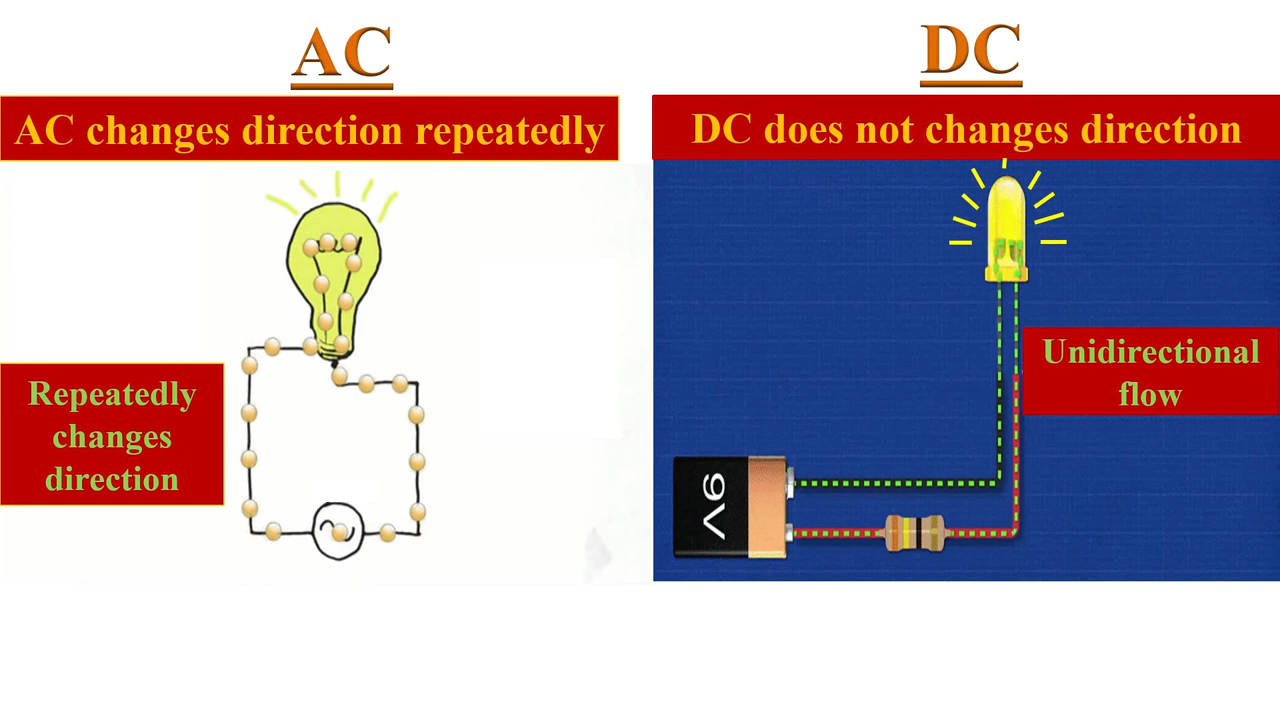 AC
DC
AC changes direction repeatedly
DC does not changes direction
Repeatedly
changes
direction
Unidirectional
flow
9V